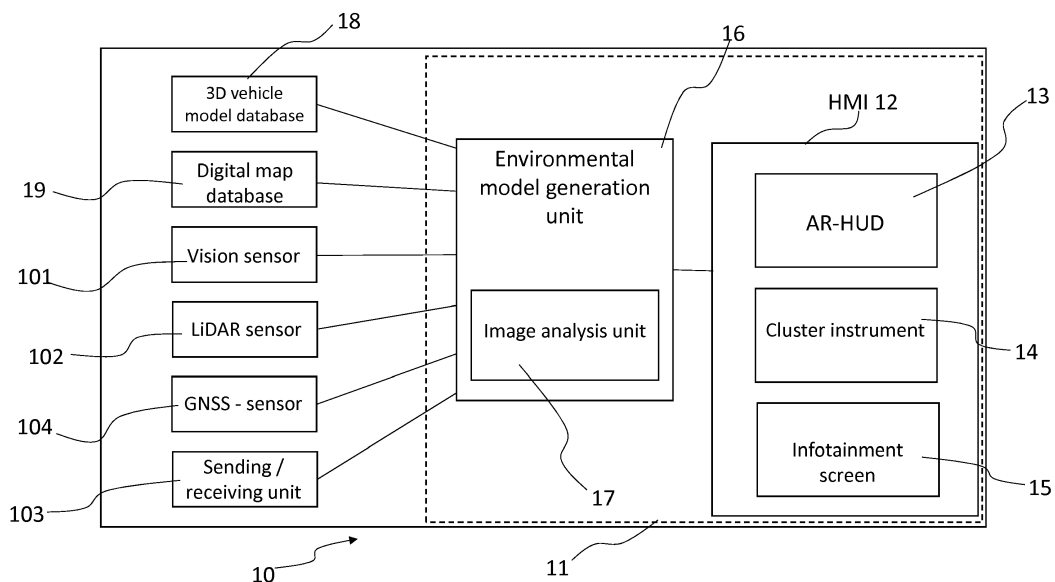 18
16
13
3D vehicle
model database
HMI 12
19
Digital map
database
Environmental
model generation
unit
AR-HUD
101
Vision sensor
102
LiDAR sensor
Image analysis unit
Cluster instrument
14
104
GNSS - sensor
103
Sending /
receiving unit
17
Infotainment
screen
15
10
11